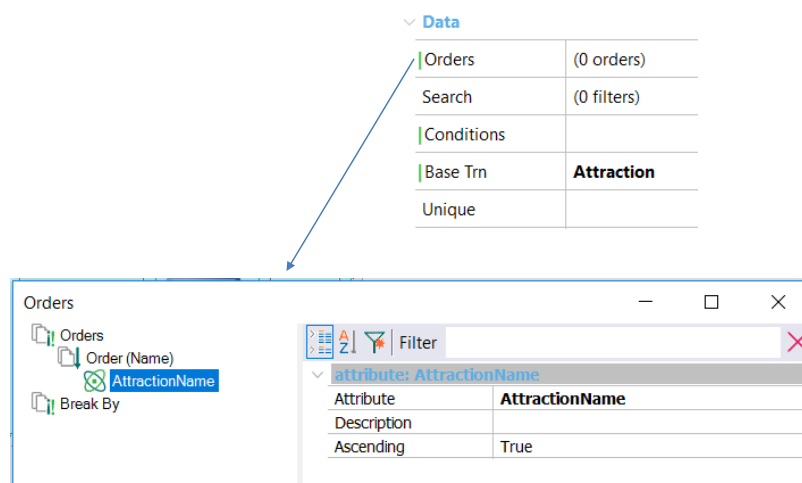 Data
Orders (0 orders)
Search (0 filters)
Conditions
Base Trn Attraction
Unique
Orders
Orders
Order (Name)
AttractionName
Break By
Filter
attribute: AttractionName
Attribute AttractionName
Description
Ascending True